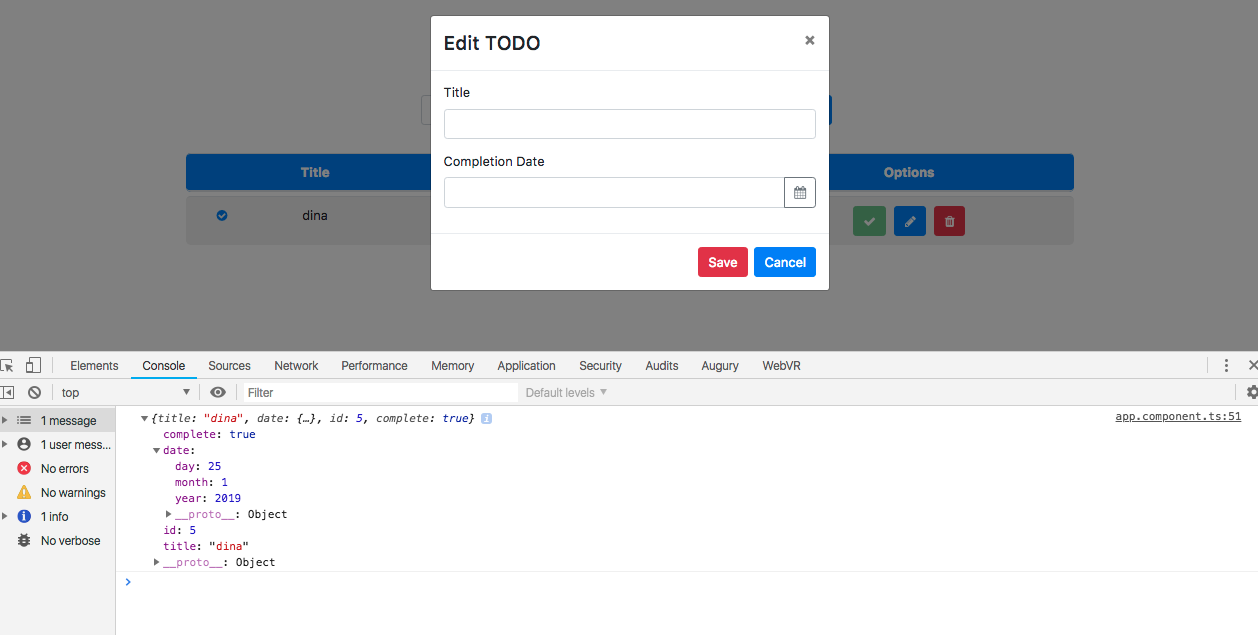 Edit TODO ×
Title
Completion Date
Title Options
dina
Save Cancel
Elements Console Sources Network Performance Memory Application Security Audits Augury WebVR
top Filter Default levels
1 message
1 user mess...
No errors
No warnings
1 info
No verbose
{title: "dina", date: {…}, id: 5, complete: true} app.component.ts:51
complete: true
date:
day: 25
month: 1
year: 2019
__proto__: Object
id: 5
title: "dina"
__proto__: Object